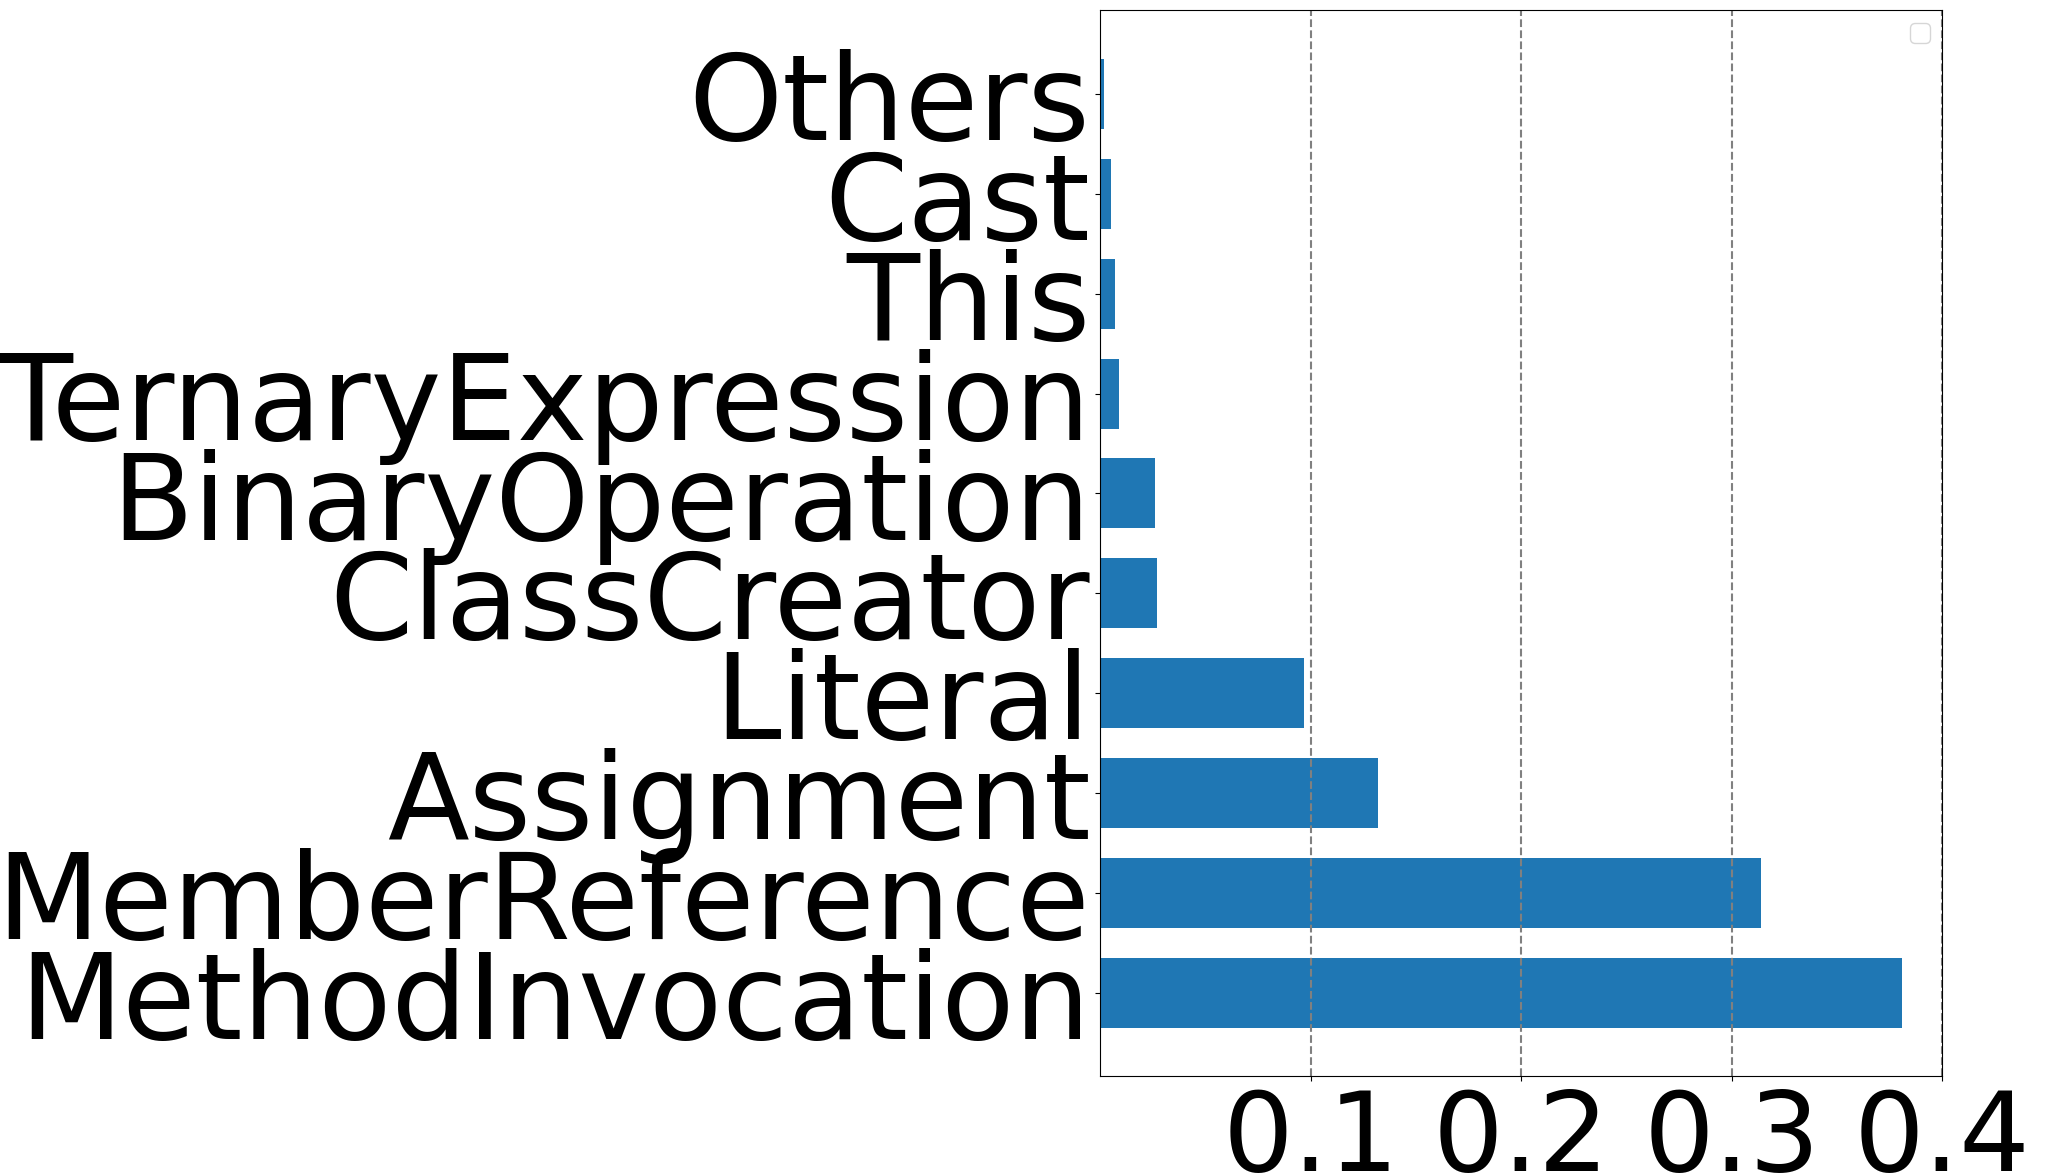 Others
Cast
This
TernaryExpression
BinaryOperation
ClassCreator
Literal
Assignment
MemberReference
MethodInvocation
0.1 0.2 0.3 0.4